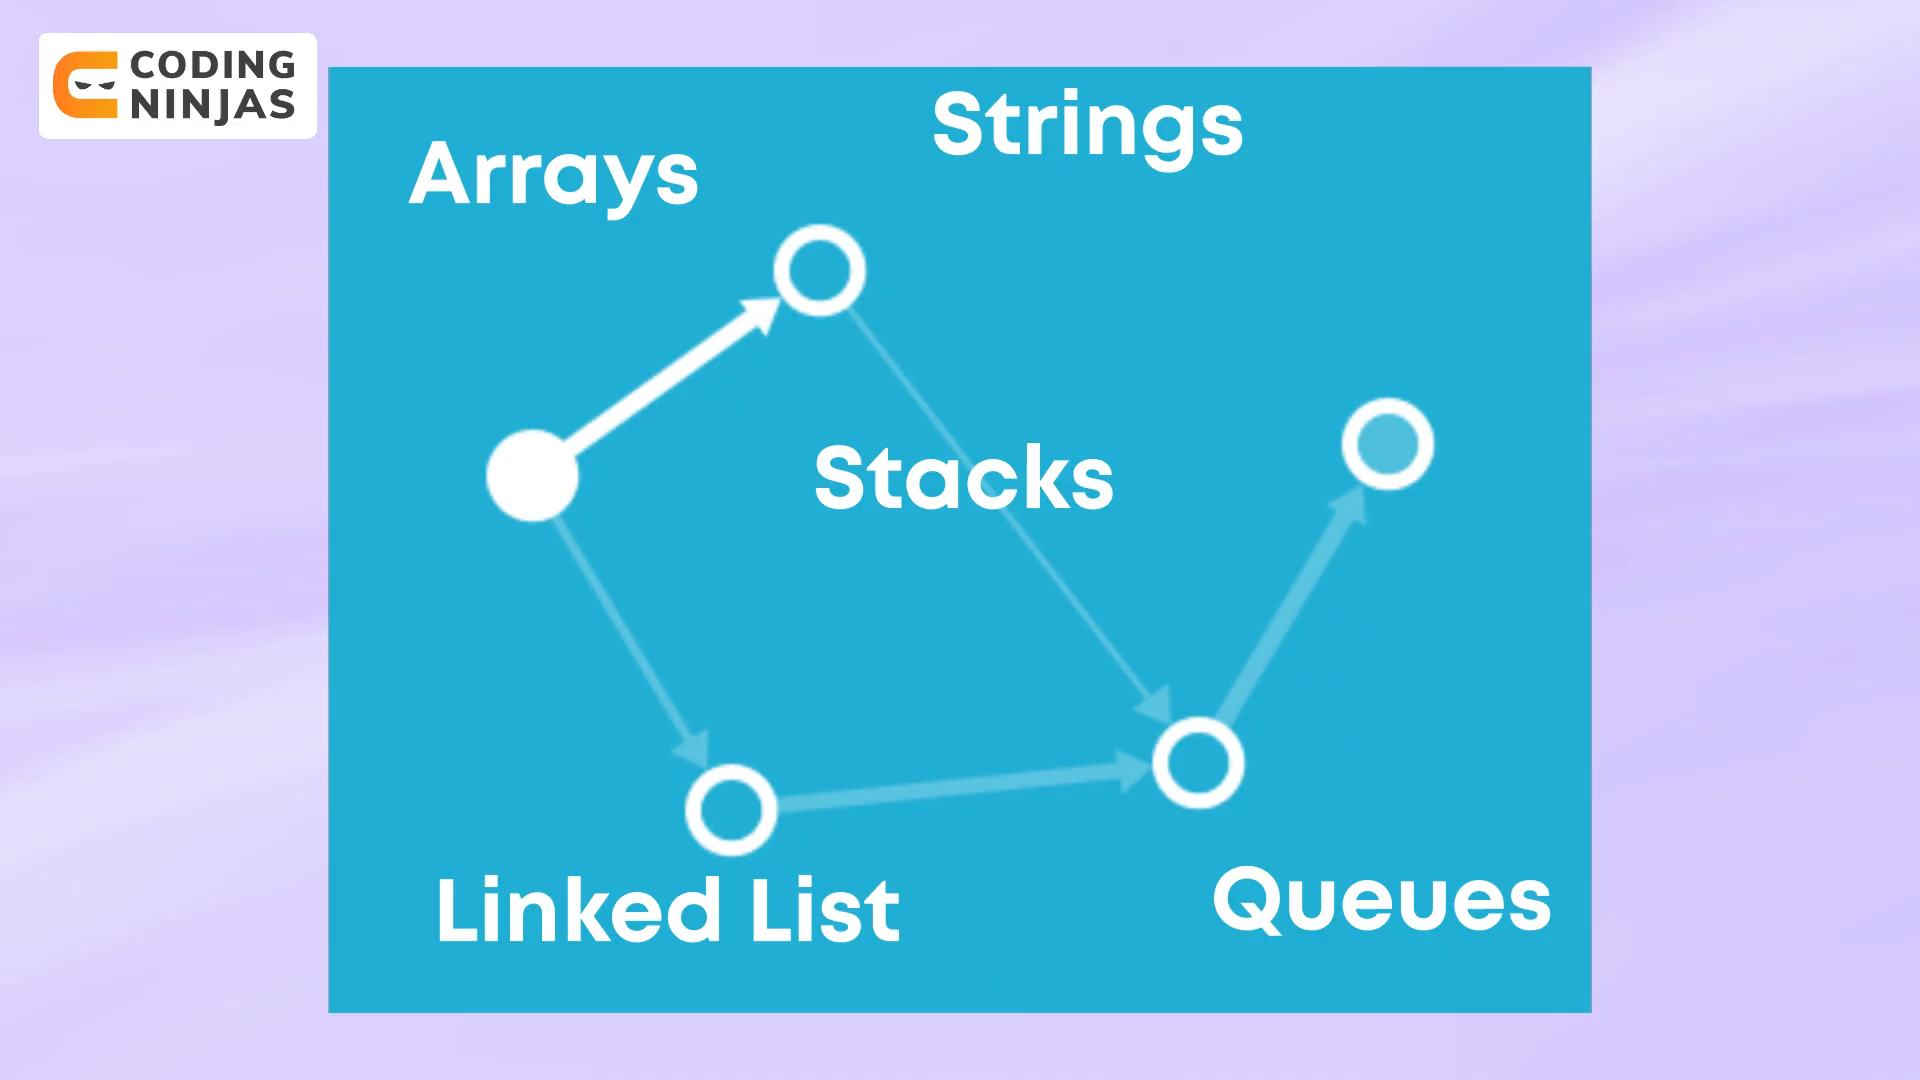 CODING
NINJAS
Strings
Arrays
Stacks
Linked List
Queues